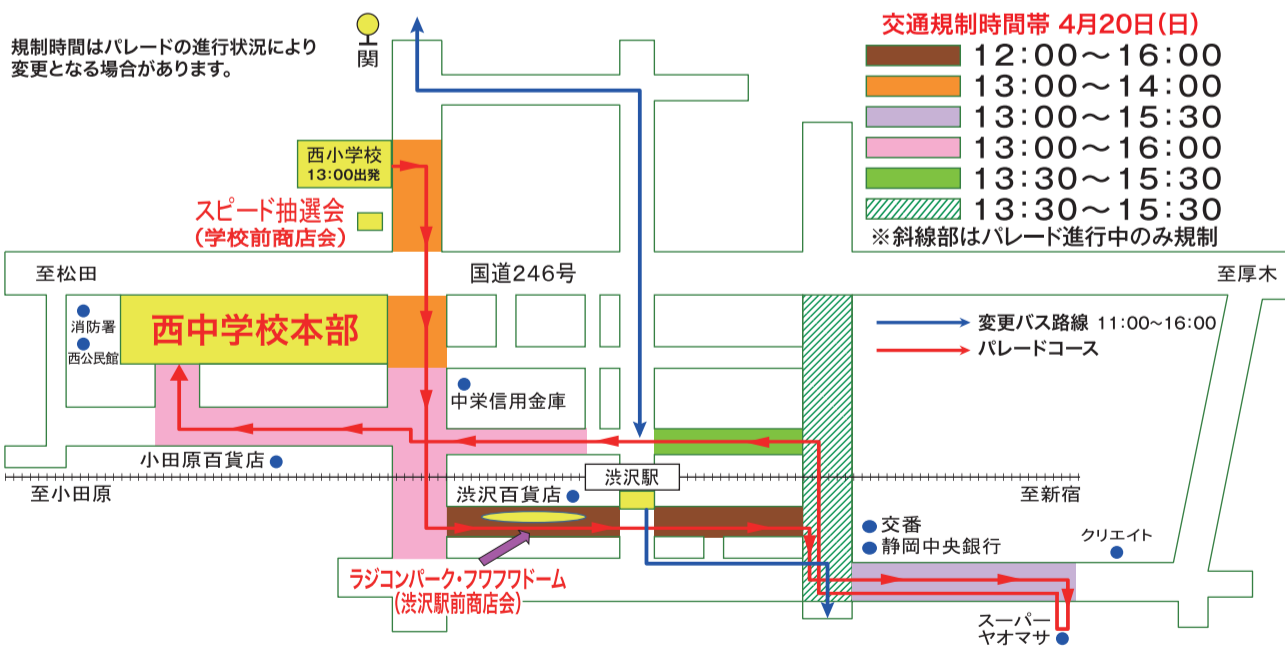 規制時間はパレードの進行状況により
変更となる場合があります。
関
交通規制時間帯 4月20日(日)
12:00～16:00
13:00～14:00
13:00～15:30
13:00～16:00
13:30～15:30
13:30～15:30
※斜線部はパレード進行中のみ規制
西小学校
13:00出発
スピード抽選会
(学校前商店会)
至松田
国道246号
至厚木
変更バス路線 11:00~16:00
パレードコース
消防署
西公民館
西中学校本部
中栄信用金庫
小田原百貨店
至小田原
渋沢百貨店
渋沢駅
至新宿
交番
静岡中央銀行
クリエイト
ラジコンパーク・フワフワドーム
(渋沢駅前商店会)
スーパー
ヤオマサ